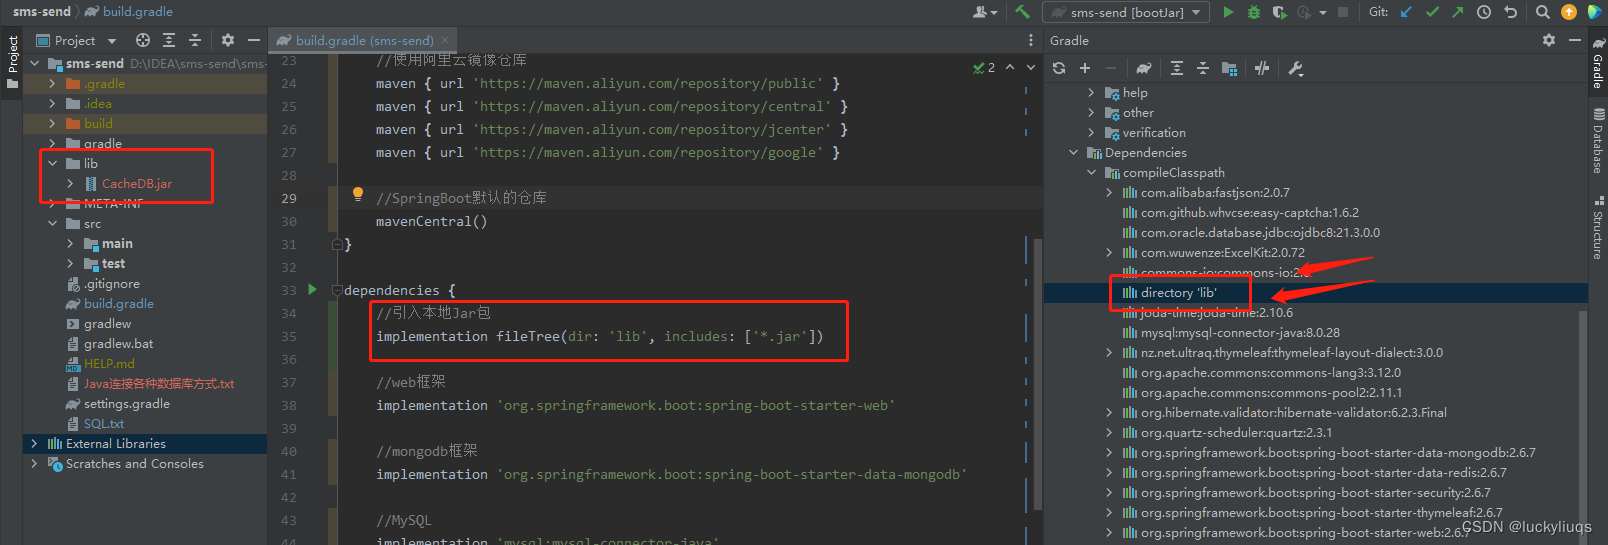 sms-send
build.gradle
sms-send [bootJar]
Git:
Project
Project
sms-send D:\IDEA\sms-send\sms-
.gradle
.idea
build
gradle
lib
CacheDB.jar
META-INF
src
main
test
.gitignore
build.gradle
gradlew
gradlew.bat
HELP.md
Java连接各种数据库方式.txt
settings.gradle
SQL.txt
External Libraries
Scratches and Consoles
build.gradle (sms-send)
2
23 //使用阿里云镜像仓库
24 maven { url 'https://maven.aliyun.com/repository/public' }
25 maven { url 'https://maven.aliyun.com/repository/central' }
26 maven { url 'https://maven.aliyun.com/repository/jcenter' }
27 maven { url 'https://maven.aliyun.com/repository/google' }
28
29 //SpringBoot默认的仓库
30 mavenCentral()
31 }
32
33 dependencies {
34 //引入本地Jar包
35 implementation fileTree(dir: 'lib', includes: ['*.jar'])
36
37 //web框架
38 implementation 'org.springframework.boot:spring-boot-starter-web'
39
40 //mongodb框架
41 implementation 'org.springframework.boot:spring-boot-starter-data-mongodb'
42
43 //MySQL
44 implementation 'mysql:mysql-connector-java'
Gradle
help
other
verification
Dependencies
compileClasspath
com.alibaba:fastjson:2.0.7
com.github.whvcse:easy-captcha:1.6.2
com.oracle.database.jdbc:ojdbc8:21.3.0.0
com.wuwenze:ExcelKit:2.0.72
commons-io:commons-io:2.
directory 'lib'
joda-time:joda-time:2.10.6
mysql:mysql-connector-java:8.0.28
nz.net.ultraq.thymeleaf:thymeleaf-layout-dialect:3.0.0
org.apache.commons:commons-lang3:3.12.0
org.apache.commons:commons-pool2:2.11.1
org.hibernate.validator:hibernate-validator:6.2.3.Final
org.quartz-scheduler:quartz:2.3.1
org.springframework.boot:spring-boot-starter-data-mongodb:2.6.7
org.springframework.boot:spring-boot-starter-data-redis:2.6.7
org.springframework.boot:spring-boot-starter-security:2.6.7
org.springframework.boot:spring-boot-starter-thymeleaf:2.6.7
org.springframework.boot:spring-boot-starter-web:2.6.7
Gradle
Database
Structure
CSDN @luckyliuqs